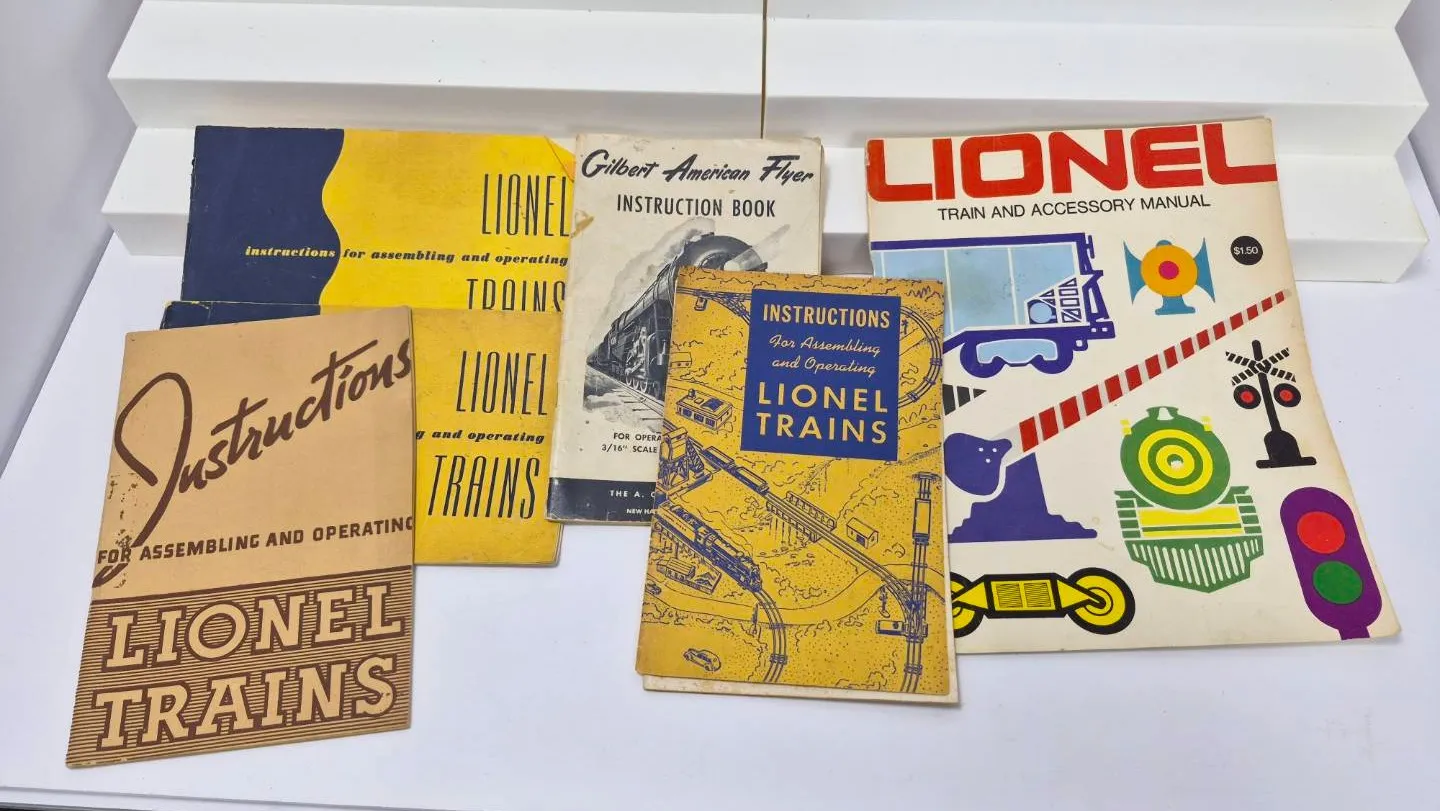 LIONEL
instructions for assembling and operating
TRAINS
LIONEL
g and operating
TRAINS
Instructions
FOR ASSEMBLING AND OPERATING
LIONEL
TRAINS
Gilbert American Flyer
INSTRUCTION BOOK
FOR OPERA
3/16" SCALE
THE A. C
NEW HA
INSTRUCTIONS
For Assembling
and Operating
LIONEL
TRAINS
LIONEL
TRAIN AND ACCESSORY MANUAL
$1.50